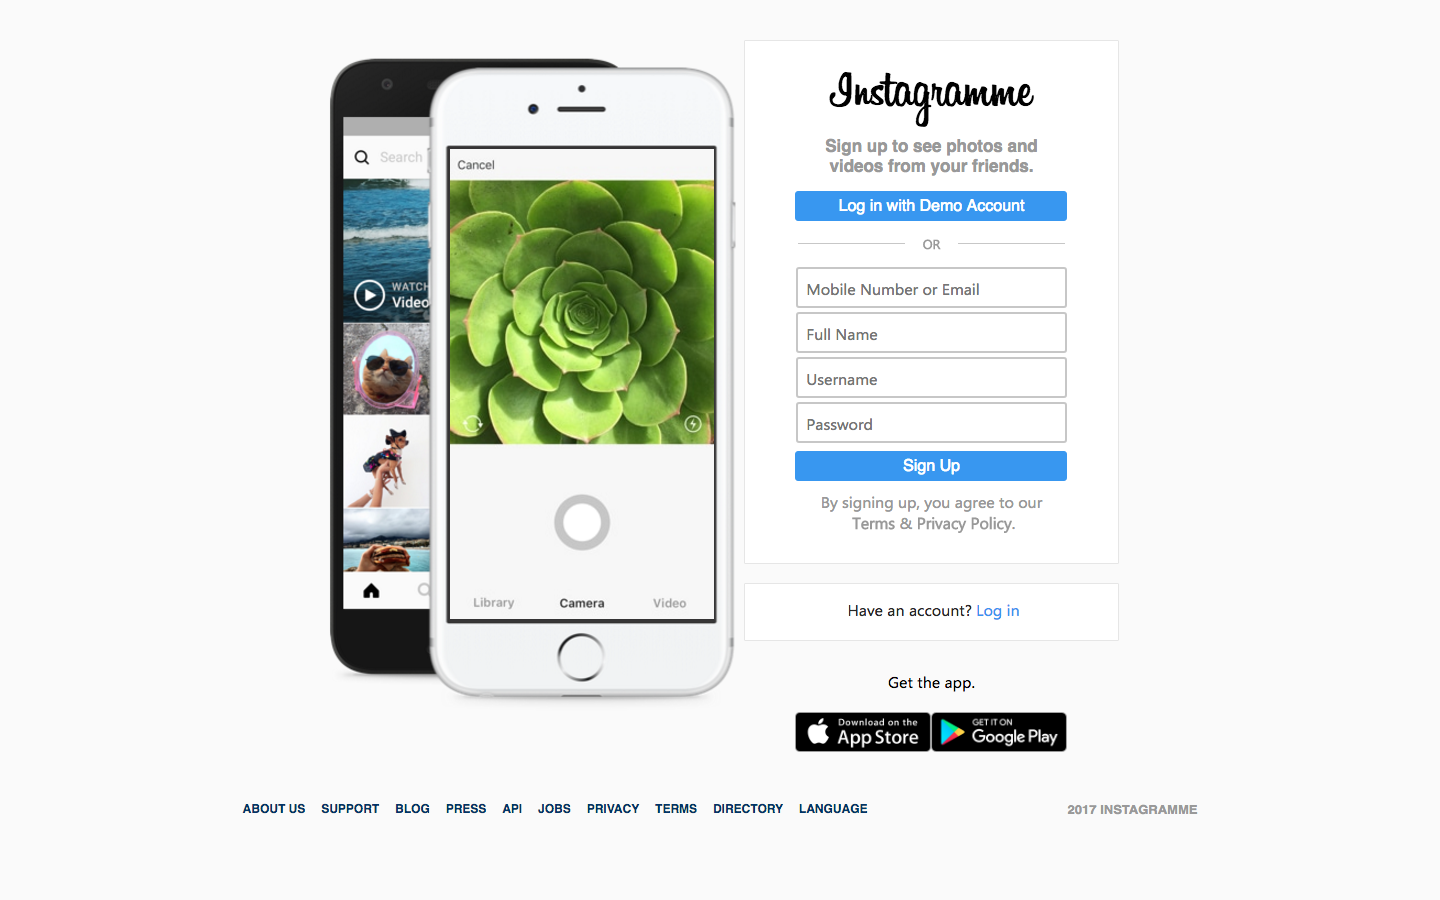 Search
WATCH
Video
Cancel
Library Camera Video
Instagramme
Sign up to see photos and
videos from your friends.
Log in with Demo Account
OR
Mobile Number or Email
Full Name
Username
Password
Sign Up
By signing up, you agree to our
Terms & Privacy Policy.
Have an account? Log in
Get the app.
Download on the
App Store
GET IT ON
Google Play
ABOUT US SUPPORT BLOG PRESS API JOBS PRIVACY TERMS DIRECTORY LANGUAGE
2017 INSTAGRAMME